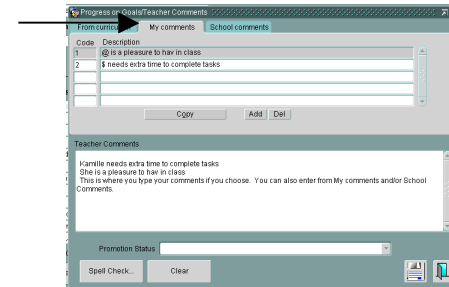 Progress on Goals/Teacher Comments
From curricu
My comments
School comments
Code Description
1 @ is a pleasure to hav in class
2 $ needs extra time to complete tasks
Copy Add Del
Teacher Comments
Kamille needs extra time to complete tasks
She is a pleasure to hav in class
This is where you type your comments if you choose. You can also enter from My comments and/or School
Comments.
Promotion Status
Spell Check... Clear